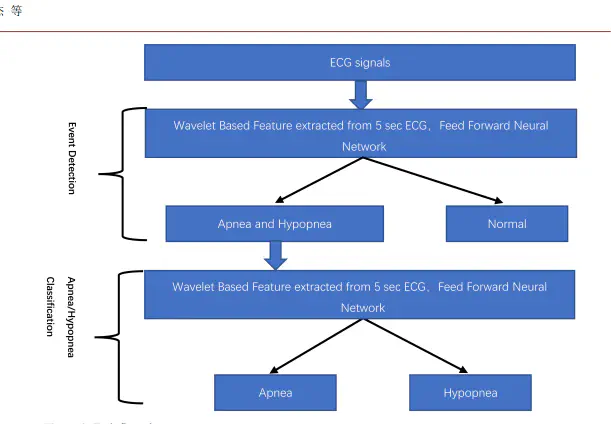 等
ECG signals
Wavelet Based Feature extracted from 5 sec ECG，Feed Forward Neural
Network
Event Detection
Apnea and Hypopnea
Normal
Wavelet Based Feature extracted from 5 sec ECG，Feed Forward Neural
Network
Apnea/Hypopnea
Classification
Apnea
Hypopnea